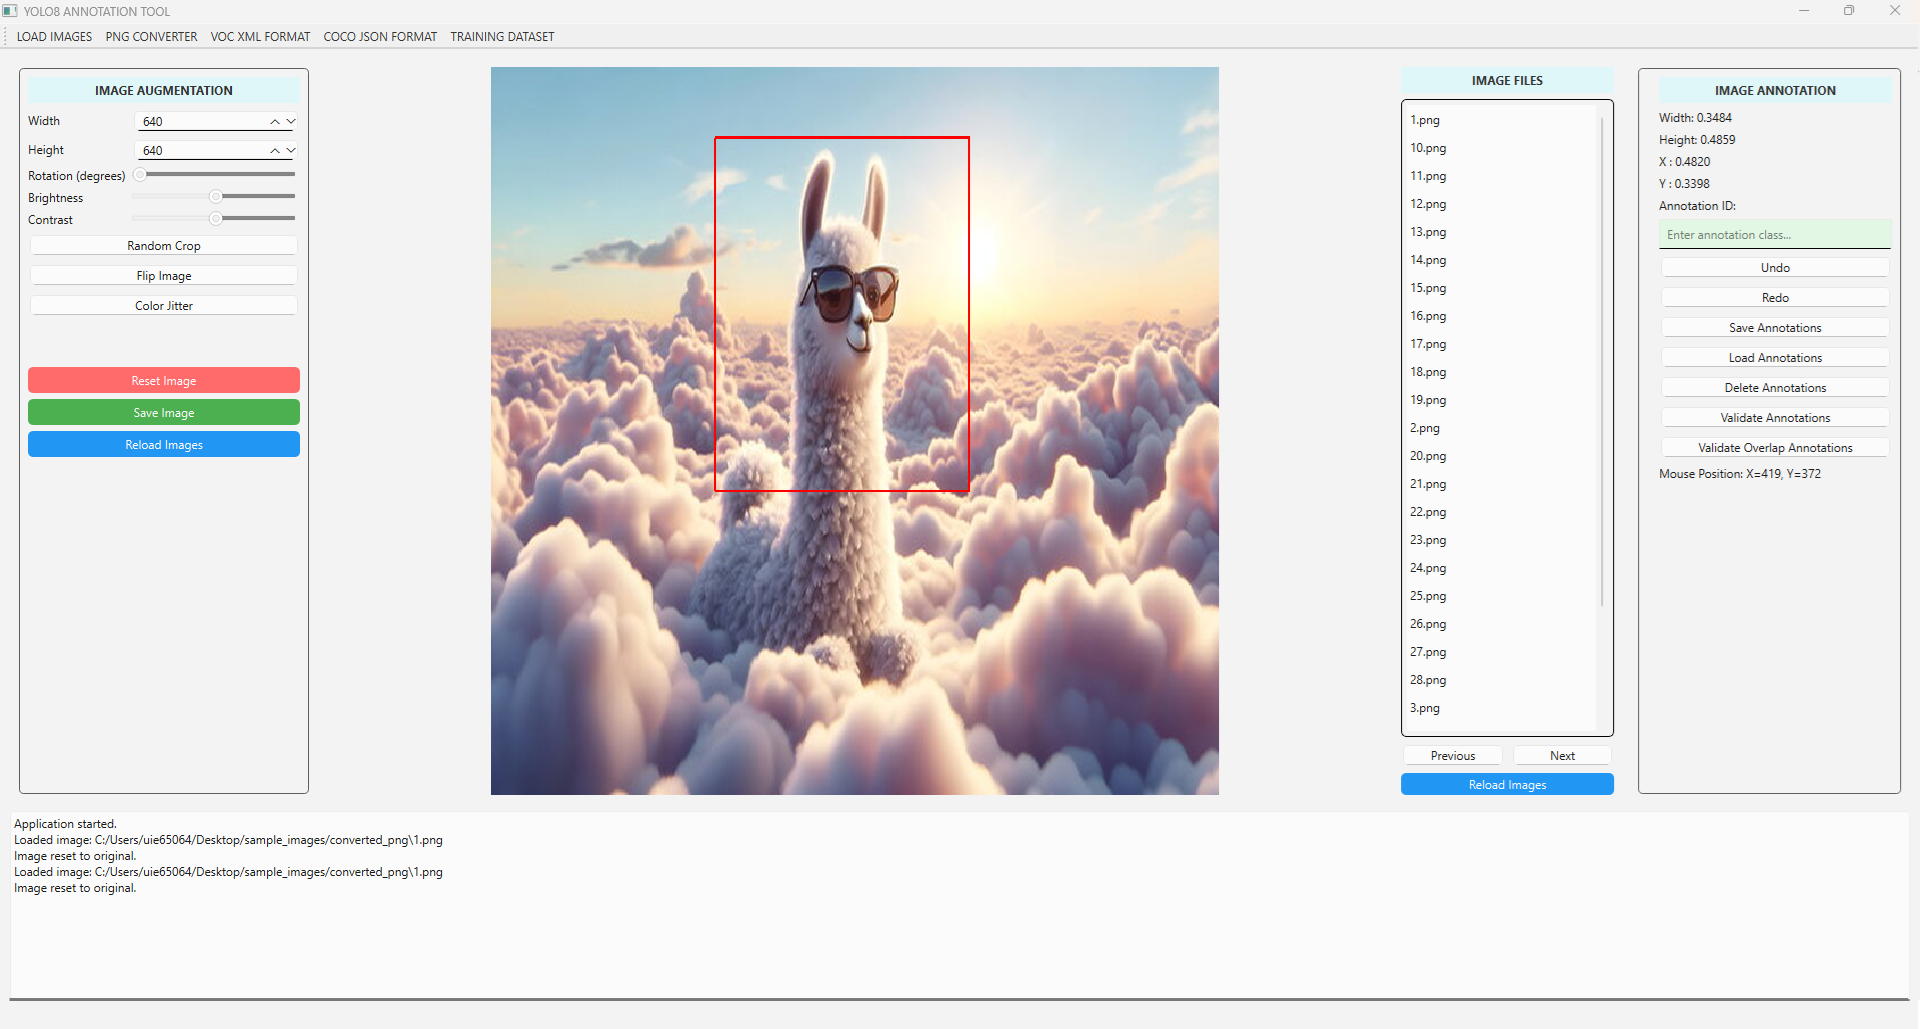 YOLO8 ANNOTATION TOOL
LOAD IMAGES PNG CONVERTER VOC XML FORMAT COCO JSON FORMAT TRAINING DATASET
IMAGE AUGMENTATION
Width 640
Height 640
Rotation (degrees)
Brightness
Contrast
Random Crop
Flip Image
Color Jitter
Reset Image
Save Image
Reload Images
IMAGE FILES
1.png
10.png
11.png
12.png
13.png
14.png
15.png
16.png
17.png
18.png
19.png
2.png
20.png
21.png
22.png
23.png
24.png
25.png
26.png
27.png
28.png
3.png
Previous Next
Reload Images
IMAGE ANNOTATION
Width: 0.3484
Height: 0.4859
X : 0.4820
Y : 0.3398
Annotation ID:
Enter annotation class...
Undo
Redo
Save Annotations
Load Annotations
Delete Annotations
Validate Annotations
Validate Overlap Annotations
Mouse Position: X=419, Y=372
Application started.
Loaded image: C:/Users/uie65064/Desktop/sample_images/converted_png\1.png
Image reset to original.
Loaded image: C:/Users/uie65064/Desktop/sample_images/converted_png\1.png
Image reset to original.